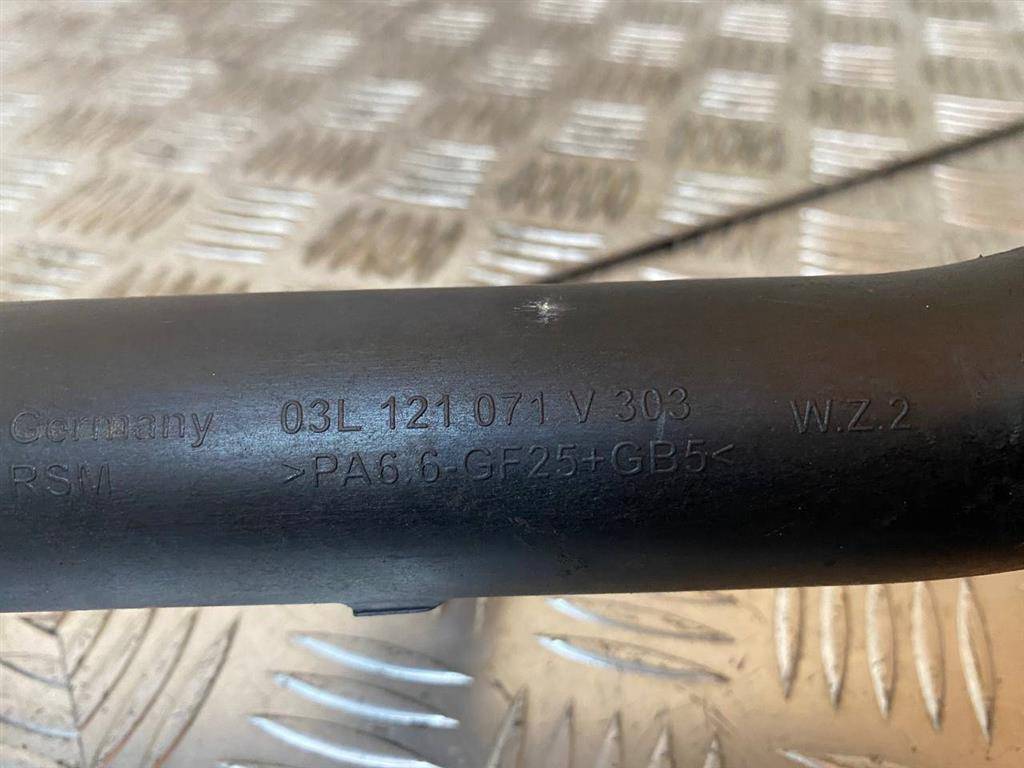 Germany 03L 121 071 V 303 W.Z.2
RSM >PA6.6-GF25+GB5<